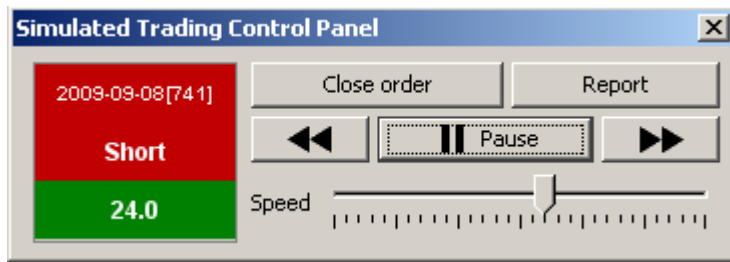 Simulated Trading Control Panel
2009-09-08[741]
Short
24.0
Close order
Report
Pause
Speed